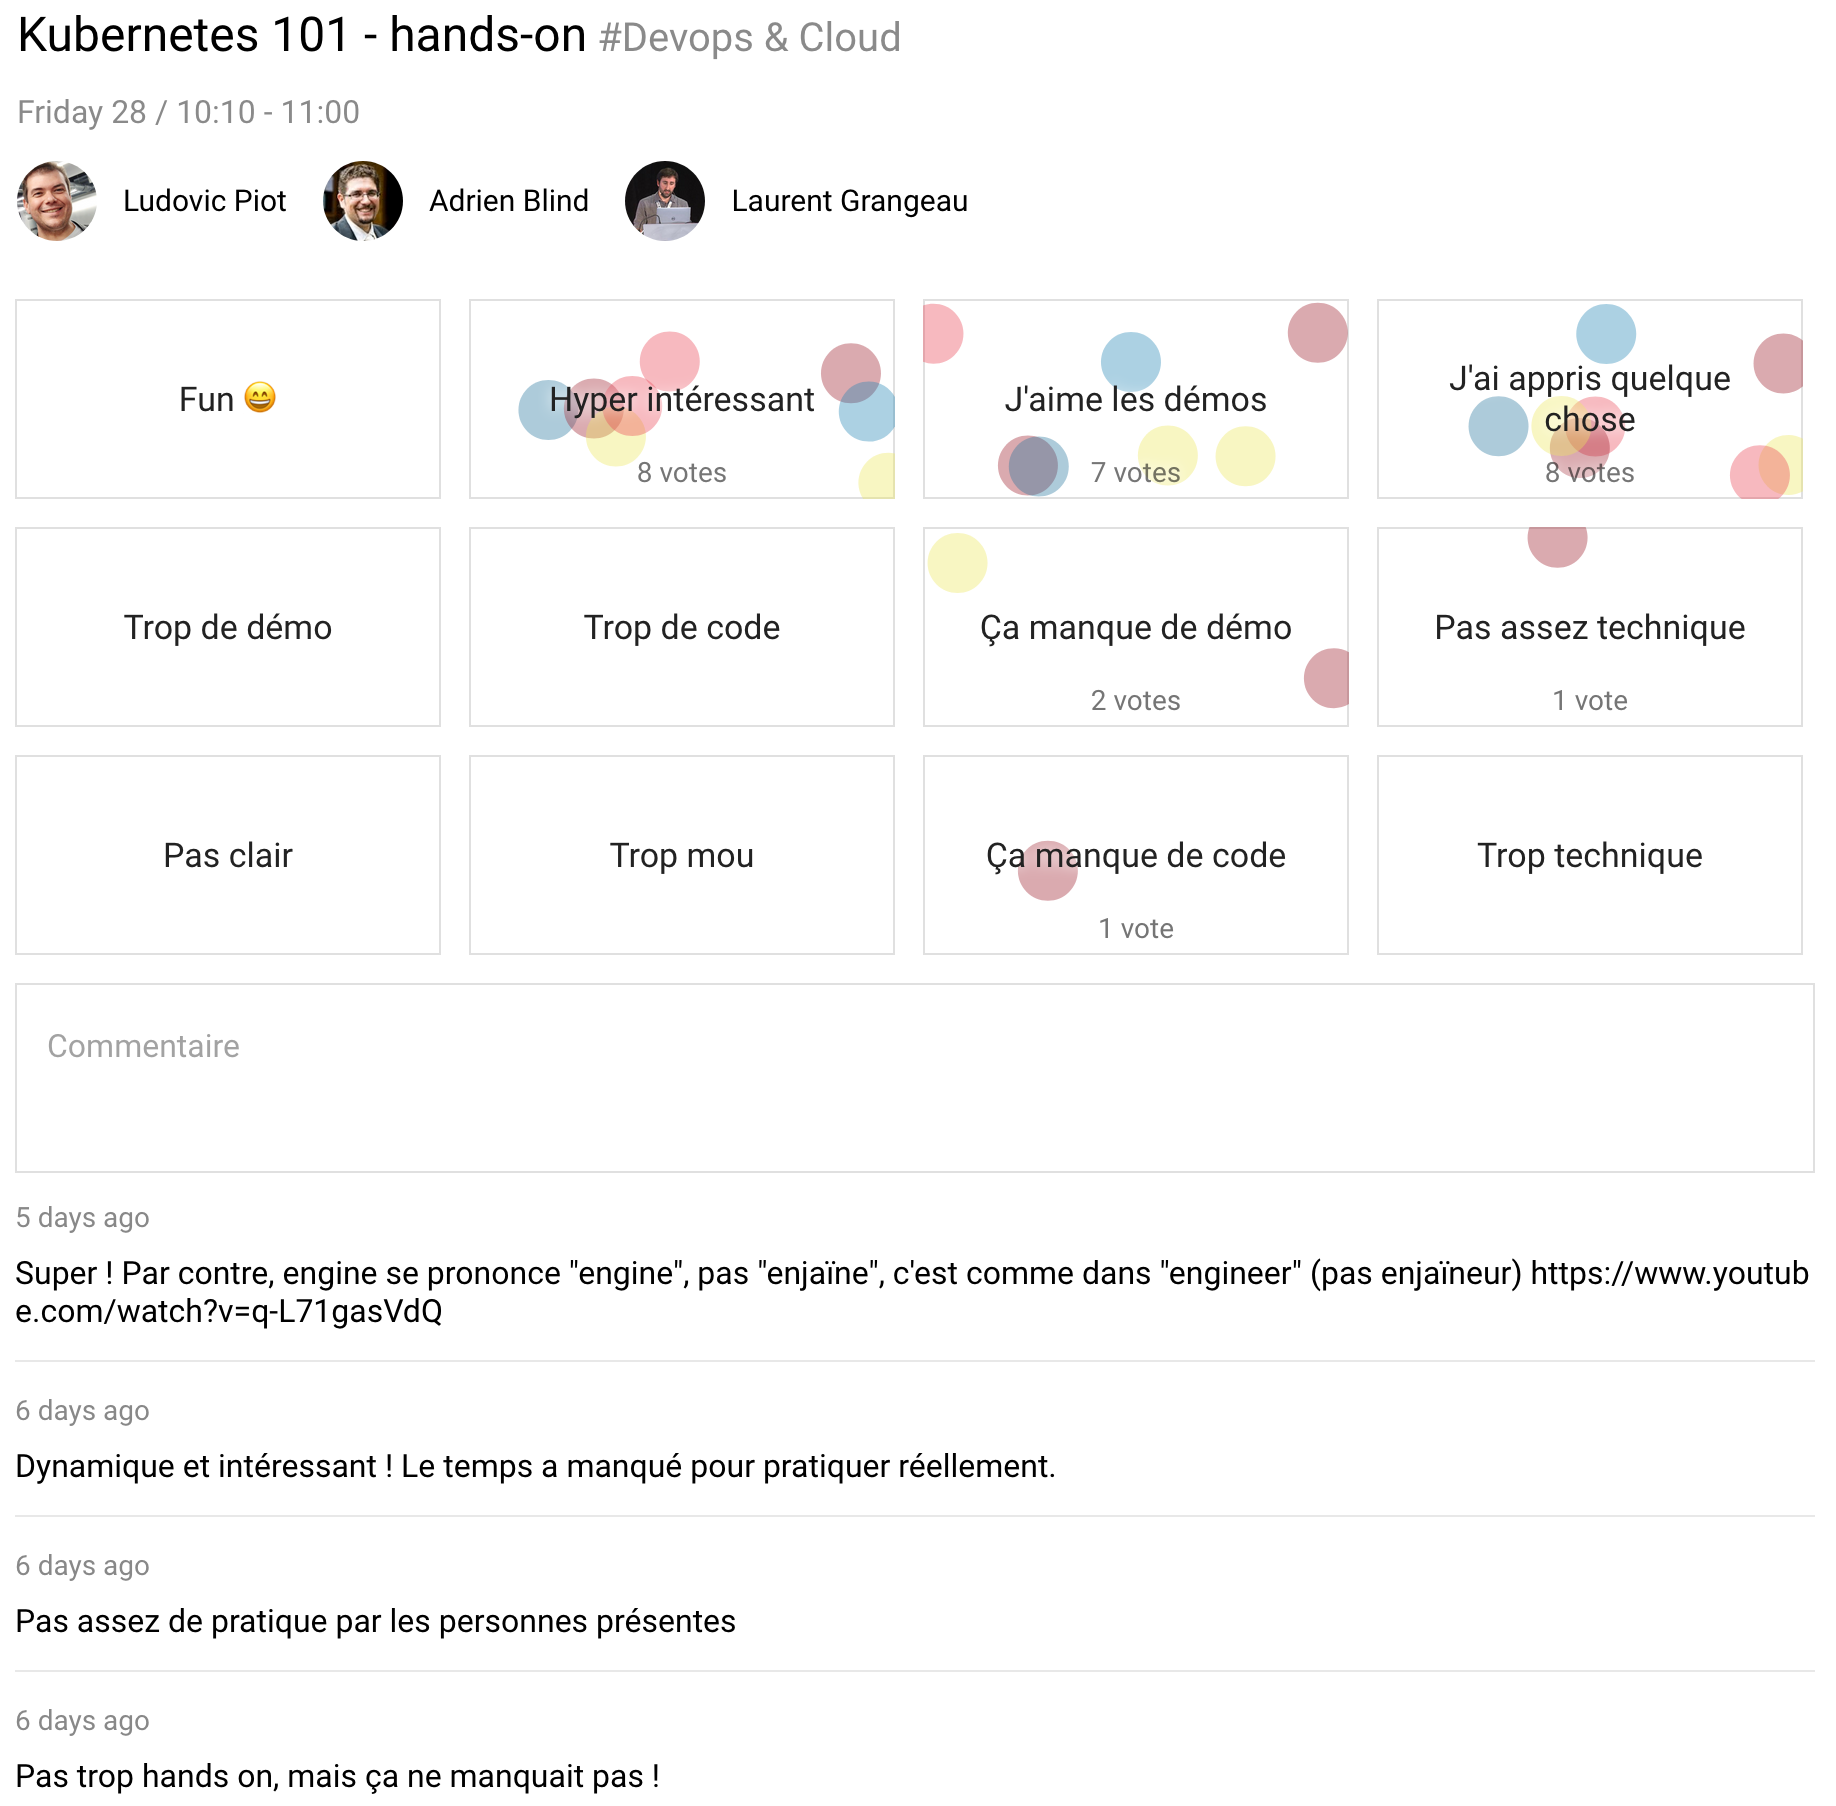 Kubernetes 101 - hands-on #Devops & Cloud
Friday 28 / 10:10 - 11:00
Ludovic Piot Adrien Blind Laurent Grangeau
Fun 😄
Hyper intéressant
8 votes
J'aime les démos
7 votes
J'ai appris quelque
chose
8 votes
Trop de démo
Trop de code
Ça manque de démo
2 votes
Pas assez technique
1 vote
Pas clair
Trop mou
Ça manque de code
1 vote
Trop technique
Commentaire
5 days ago
Super ! Par contre, engine se prononce "engine", pas "enjaïne", c'est comme dans "engineer" (pas enjaïneur) https://www.youtub
e.com/watch?v=q-L71gasVdQ
6 days ago
Dynamique et intéressant ! Le temps a manqué pour pratiquer réellement.
6 days ago
Pas assez de pratique par les personnes présentes
6 days ago
Pas trop hands on, mais ça ne manquait pas !